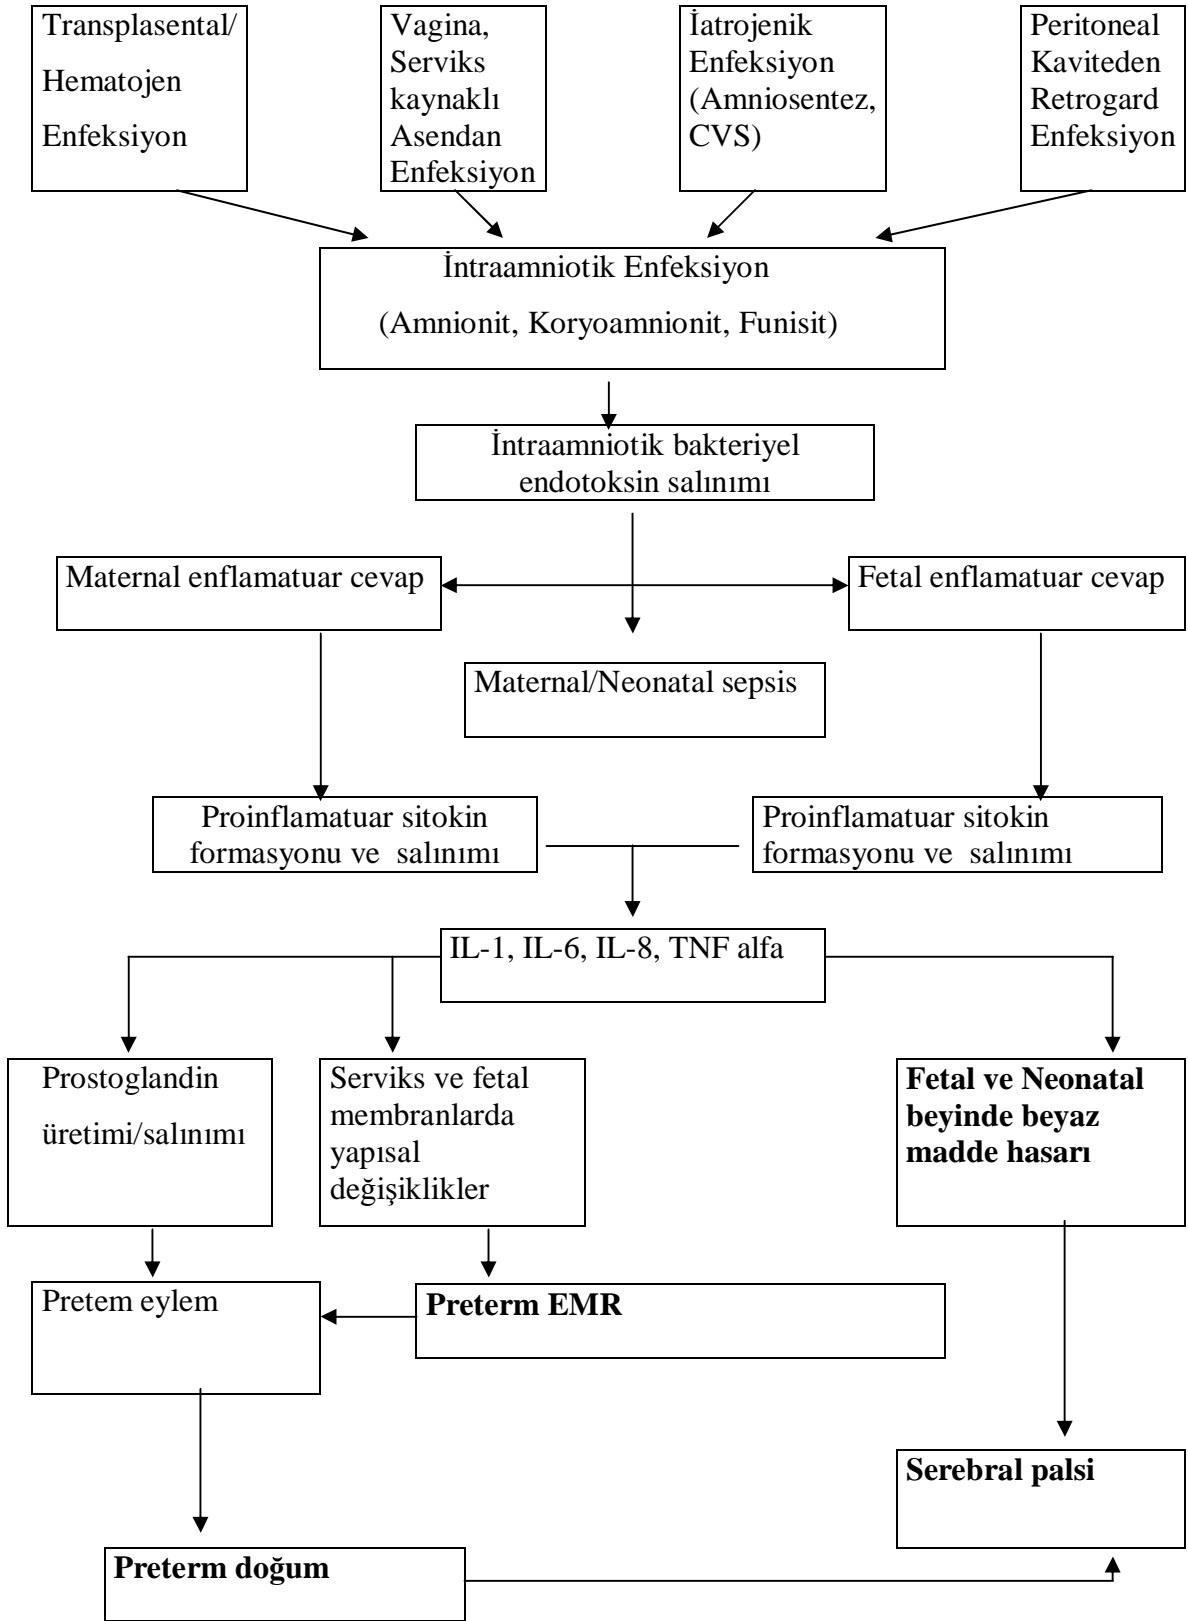 Transplasental/
Hematojen
Enfeksiyon
Vagina,
Serviks
kaynaklı
Asendan
Enfeksiyon
İatrojenik
Enfeksiyon
(Amniosentez,
CVS)
Peritoneal
Kaviteden
Retrogard
Enfeksiyon
İntraamniotik Enfeksiyon
(Amnionit, Koryoamnionit, Funisit)
İntraamniotik bakteriyel
endotoksin salınımı
Maternal enflamatuar cevap
Fetal enflamatuar cevap
Maternal/Neonatal sepsis
Proinflamatuar sitokin
formasyonu ve salınımı
Proinflamatuar sitokin
formasyonu ve salınımı
IL-1, IL-6, IL-8, TNF alfa
Prostoglandin
üretimi/salınımı
Serviks ve fetal
membranlarda
yapısal
değişiklikler
Fetal ve Neonatal
beyinde beyaz
madde hasarı
Pretem eylem
Preterm EMR
Serebral palsi
Preterm doğum